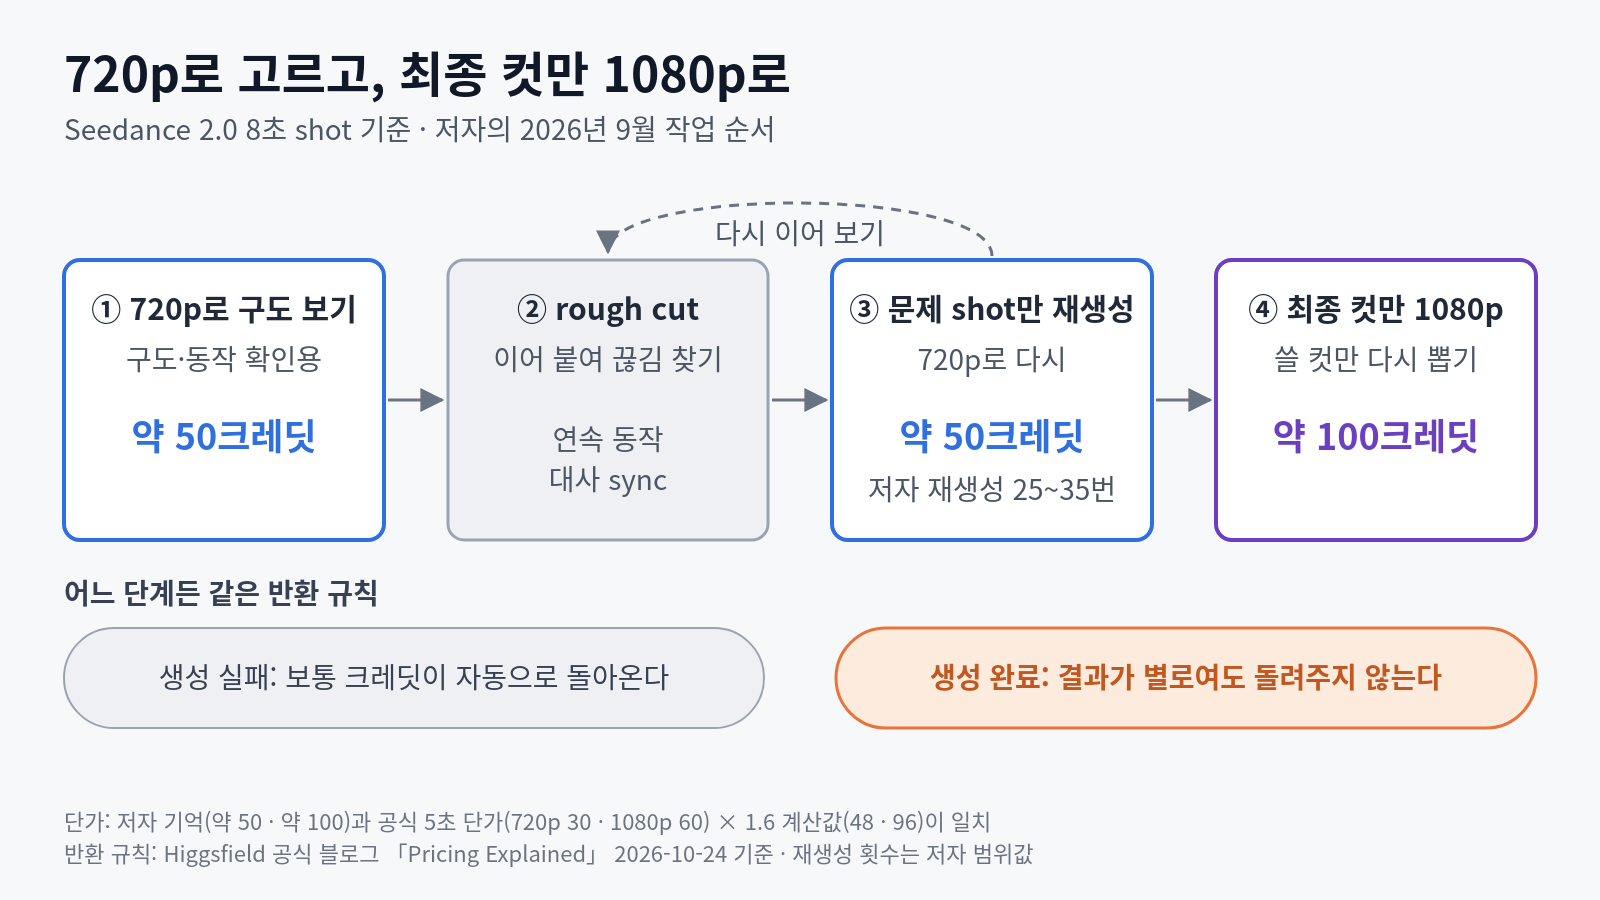 720p로 고르고, 최종 컷만 1080p로
Seedance 2.0 8초 shot 기준 · 저자의 2026년 9월 작업 순서
다시 이어 보기
① 720p로 구도 보기
구도·동작 확인용
약 50크레딧
② rough cut
이어 붙여 끊김 찾기
연속 동작
대사 sync
③ 문제 shot만 재생성
720p로 다시
약 50크레딧
저자 재생성 25~35번
④ 최종 컷만 1080p
쓸 컷만 다시 뽑기
약 100크레딧
어느 단계든 같은 반환 규칙
생성 실패: 보통 크레딧이 자동으로 돌아온다
생성 완료: 결과가 별로여도 돌려주지 않는다
단가: 저자 기억(약 50 · 약 100)과 공식 5초 단가(720p 30 · 1080p 60) × 1.6 계산값(48 · 96)이 일치
반환 규칙: Higgsfield 공식 블로그 「Pricing Explained」 2026-10-24 기준 · 재생성 횟수는 저자 범위값